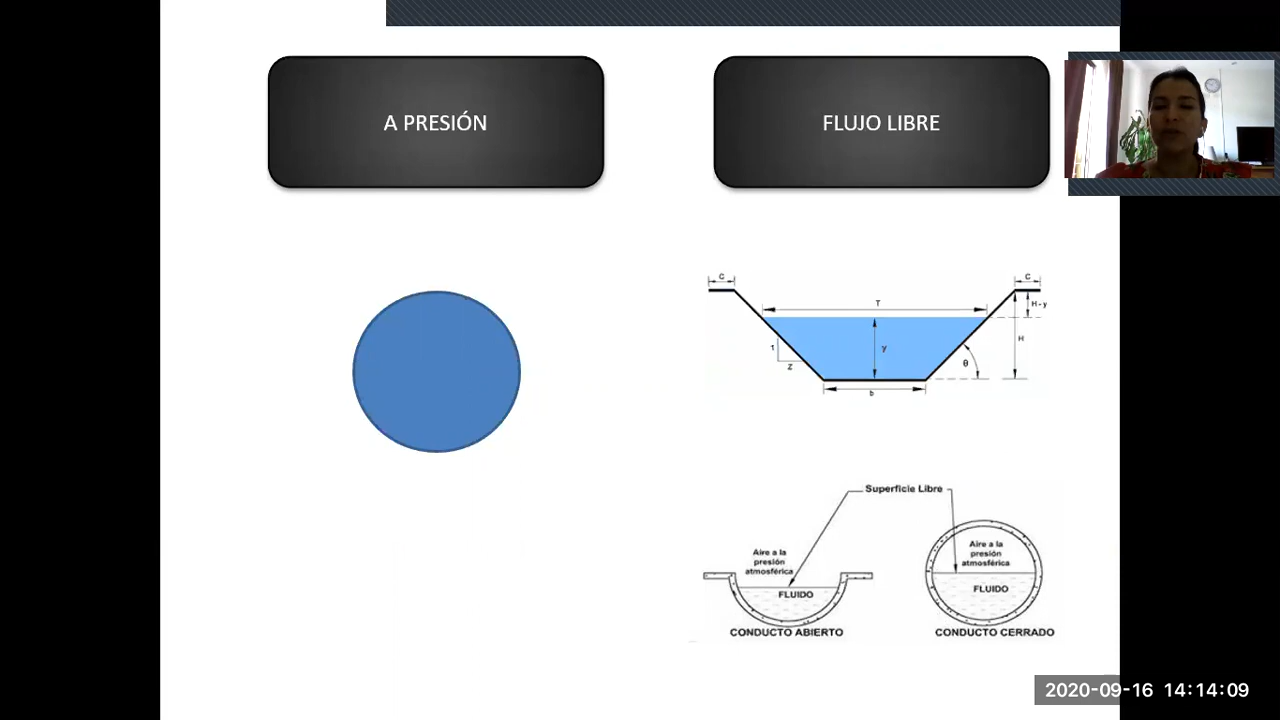 A PRESIÓN
FLUJO LIBRE
C
C
T
H - y
1
Z
y
H
θ
b
Superficie Libre
Aire a la
presión
atmosférica
FLUIDO
CONDUCTO ABIERTO
Aire a la
presión
atmosférica
FLUIDO
CONDUCTO CERRADO
2020-09-16 14:14:09